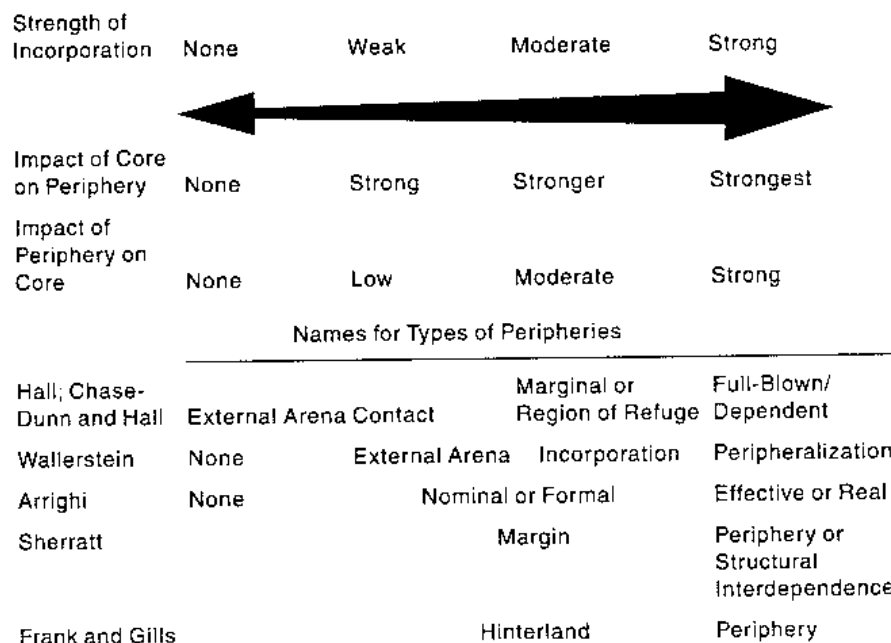 Strength of
Incorporation None Weak Moderate Strong
Impact of Core
on Periphery None Strong Stronger Strongest
Impact of
Periphery on
Core None Low Moderate Strong
Names for Types of Peripheries
Hall; Chase- Marginal or Full-Blown/
Dunn and Hall External Arena Contact Region of Refuge Dependent
Wallerstein None External Arena Incorporation Peripheralization
Arrighi None Nominal or Formal Effective or Real
Sherratt Margin Periphery or
Structural
Interdependence
Frank and Gills Hinterland Periphery